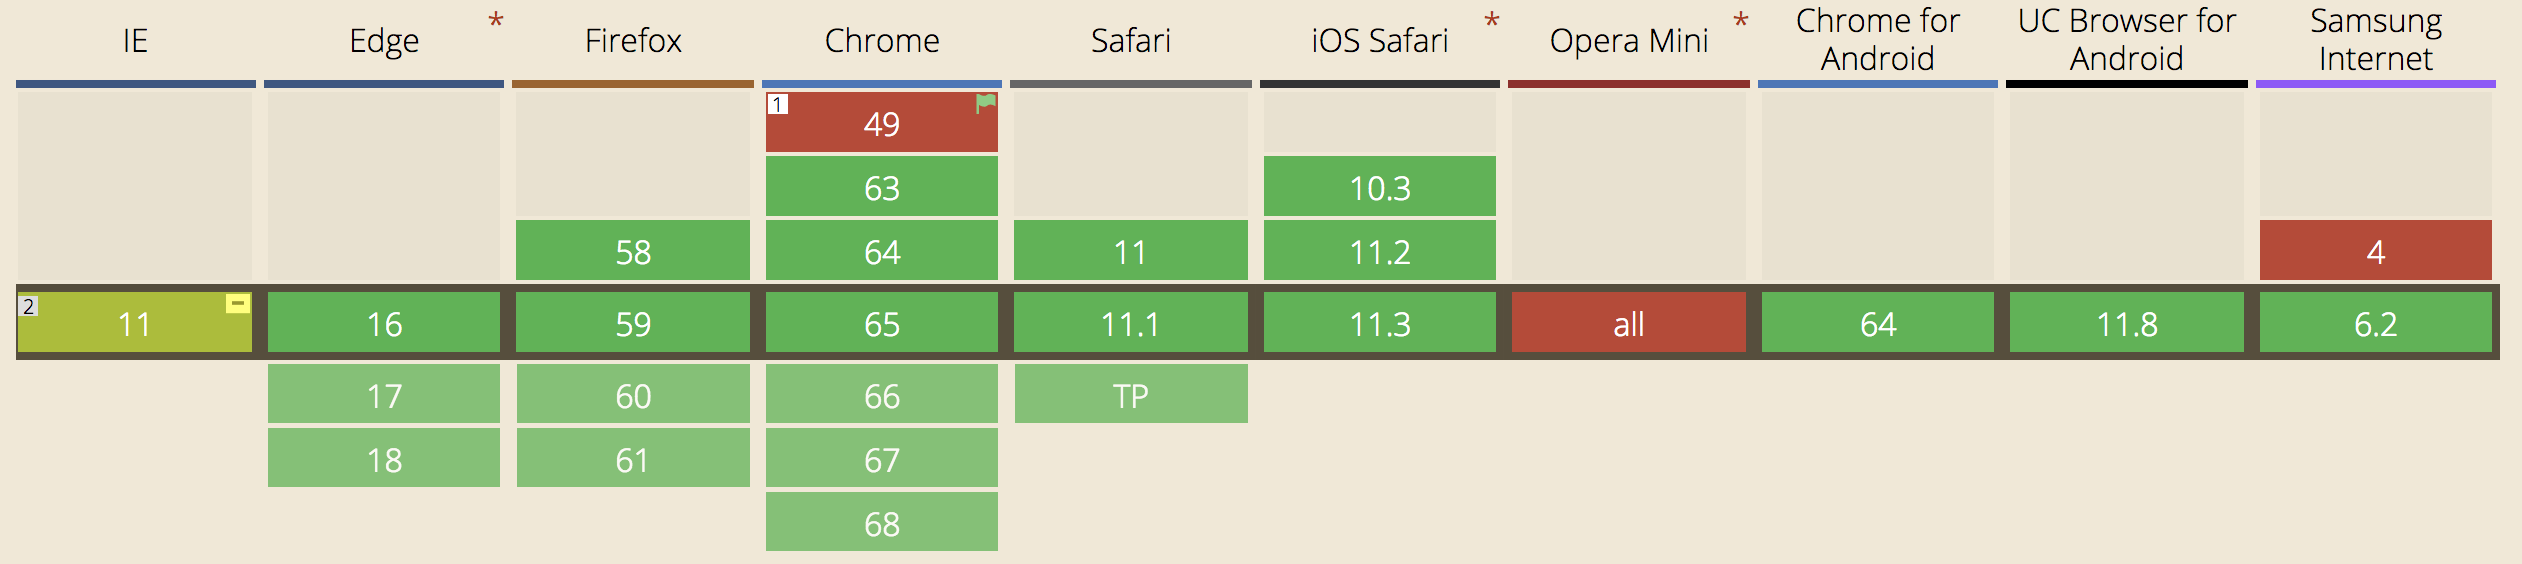 IE
Edge *
Firefox
Chrome
Safari
iOS Safari *
Opera Mini *
Chrome for
Android
UC Browser for
Android
Samsung
Internet
1 49
63 10.3
58 64 11 11.2 4
2 11 - 16 59 65 11.1 11.3 all 64 11.8 6.2
17 60 66 TP
18 61 67
68